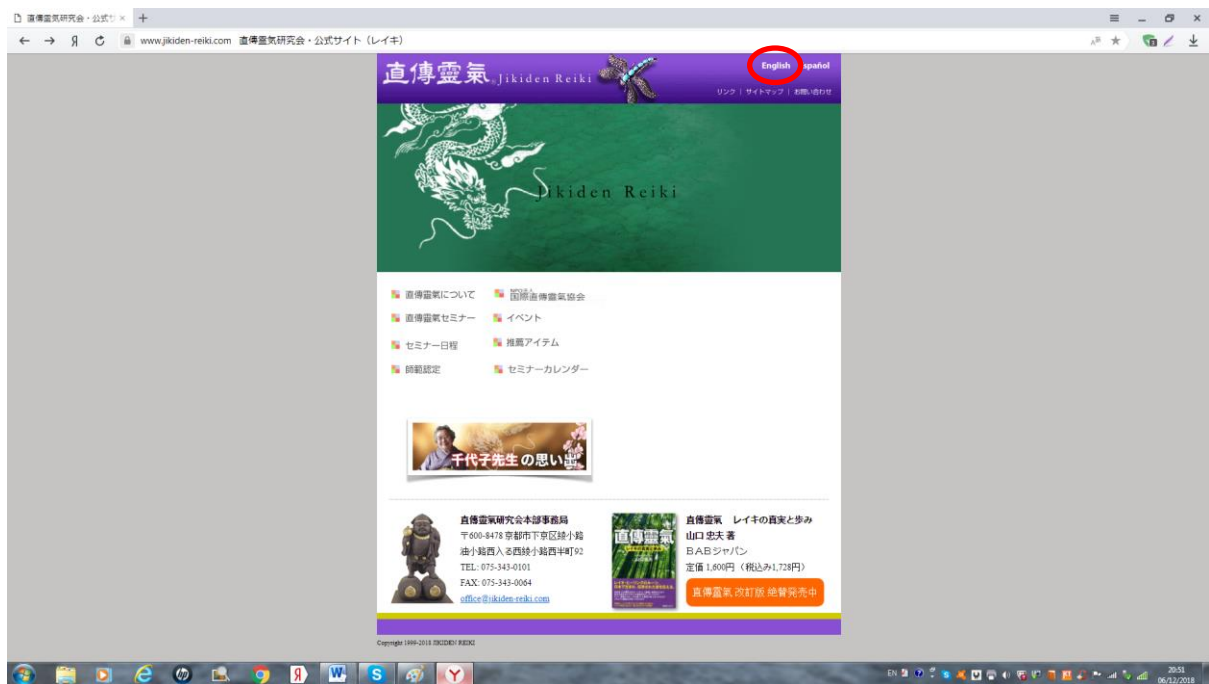 直傳靈気研究会・公式サ
www.jikiden-reiki.com 直傳靈気研究会・公式サイト（レイキ）
直傳靈氣 Jikiden Reiki
English Español
リンク | サイトマップ | お問い合わせ
Jikiden Reiki
直傳靈氣について
NPO法人
国際直傳靈氣協会
直傳靈氣セミナー
イベント
セミナー日程
推薦アイテム
師範認定
セミナーカレンダー
千代子先生の思い出
直傳靈氣研究会本部事務局
〒600-8478 京都市下京区綾小路
油小路西入る西綾小路西半町92
TEL: 075-343-0101
FAX: 075-343-0064
office@jikiden-reiki.com
直傳靈氣
直傳靈氣 レイキの真実と歩み
山口 忠夫 著
BABジャパン
定価 1,600円 （税込み1,728円）
直傳靈氣 改訂版 絶賛発売中
Copyright 1999-2018 JIKIDEN REIKI
EN
20:51
06/12/2018